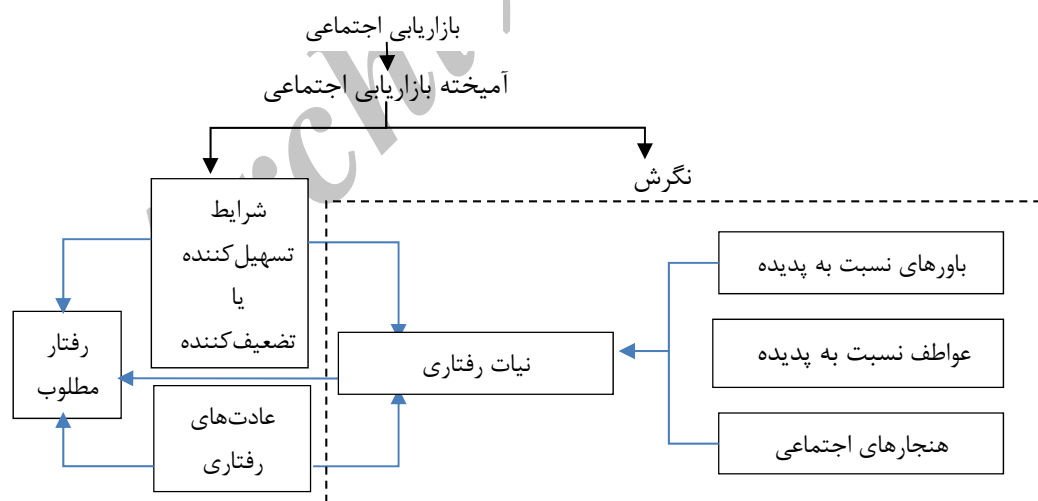 بازاریابی اجتماعی
آمیخته بازاریابی اجتماعی
نگرش
شرایط
تسهیل‌کننده
یا
تضعیف‌کننده
باورهای نسبت به پدیده
عواطف نسبت به پدیده
هنجارهای اجتماعی
نیات رفتاری
عادت‌های
رفتاری
رفتار
مطلوب